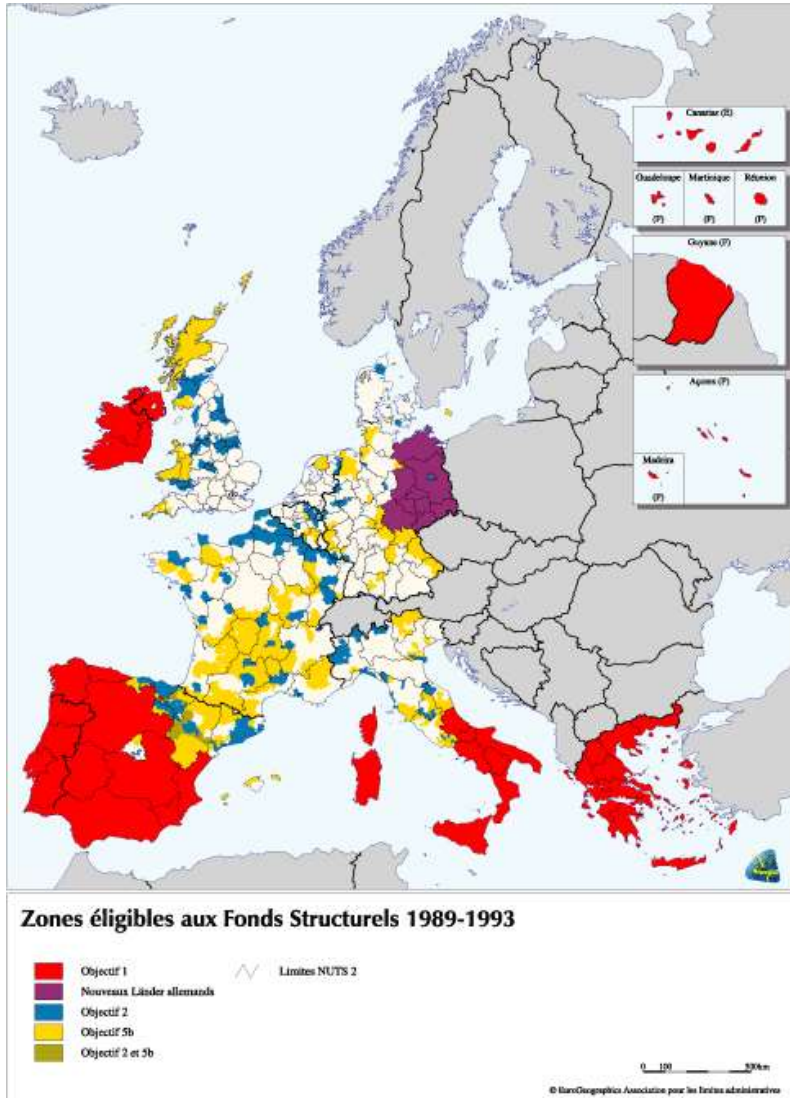 Canarias (E)
Guadeloupe
Martinique
Réunion
(F)
(F)
(F)
Guyane (F)
Açores (P)
Madeira
(P)
Zones éligibles aux Fonds Structurels 1989-1993
Objectif 1
Limites NUTS 2
Nouveaux Länder allemands
Objectif 2
Objectif 5b
Objectif 2 et 5b
0 100 500km
© EuroGeographics Association pour les limites administratives